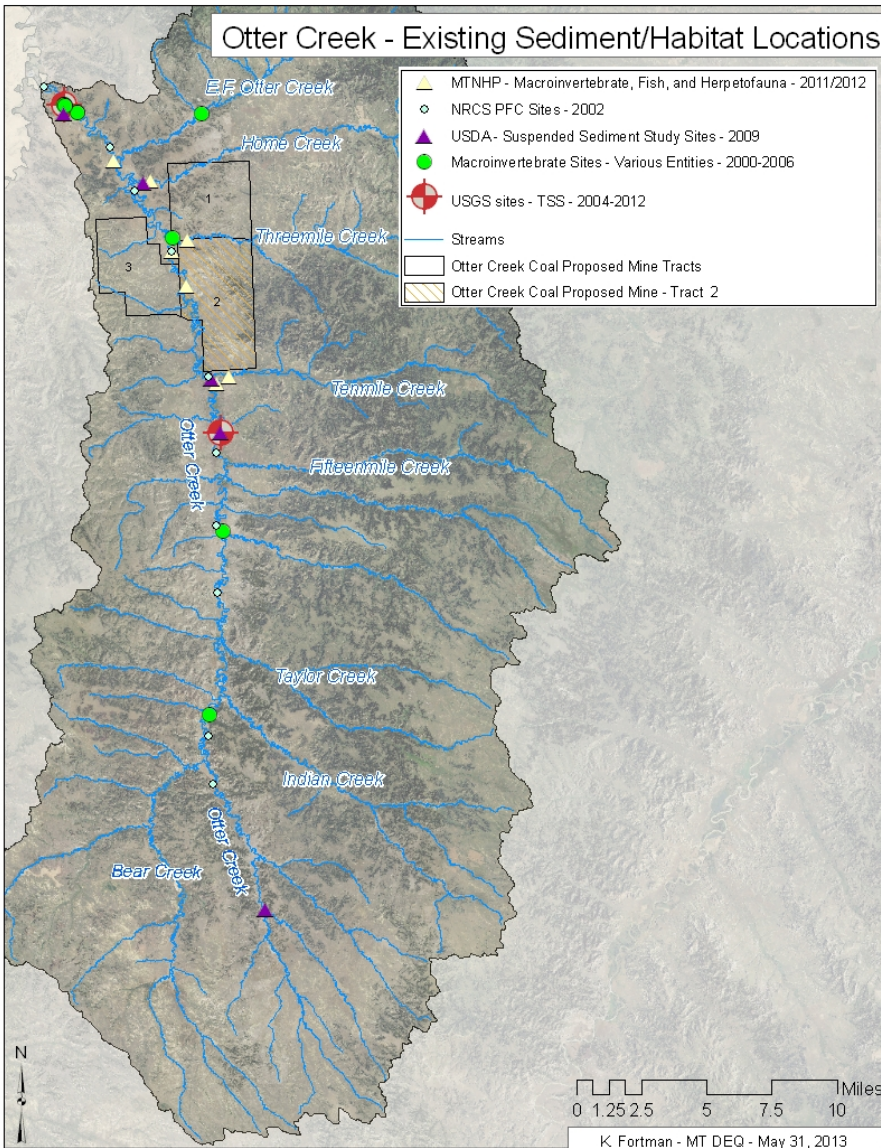 Otter Creek - Existing Sediment/Habitat Locations
MTNHP - Macroinvertebrate, Fish, and Herpetofauna - 2011/2012
NRCS PFC Sites - 2002
USDA- Suspended Sediment Study Sites - 2009
Macroinvertebrate Sites - Various Entities - 2000-2006
USGS sites - TSS - 2004-2012
Streams
Otter Creek Coal Proposed Mine Tracts
Otter Creek Coal Proposed Mine - Tract 2
E.F. Otter Creek
Home Creek
1
Threemile Creek
3
2
Tenmile Creek
Otter Creek
Fifteenmile Creek
Taylor Creek
Indian Creek
Otter Creek
Bear Creek
N
Miles
0 1.25 2.5 5 7.5 10
K. Fortman - MT DEQ - May 31, 2013